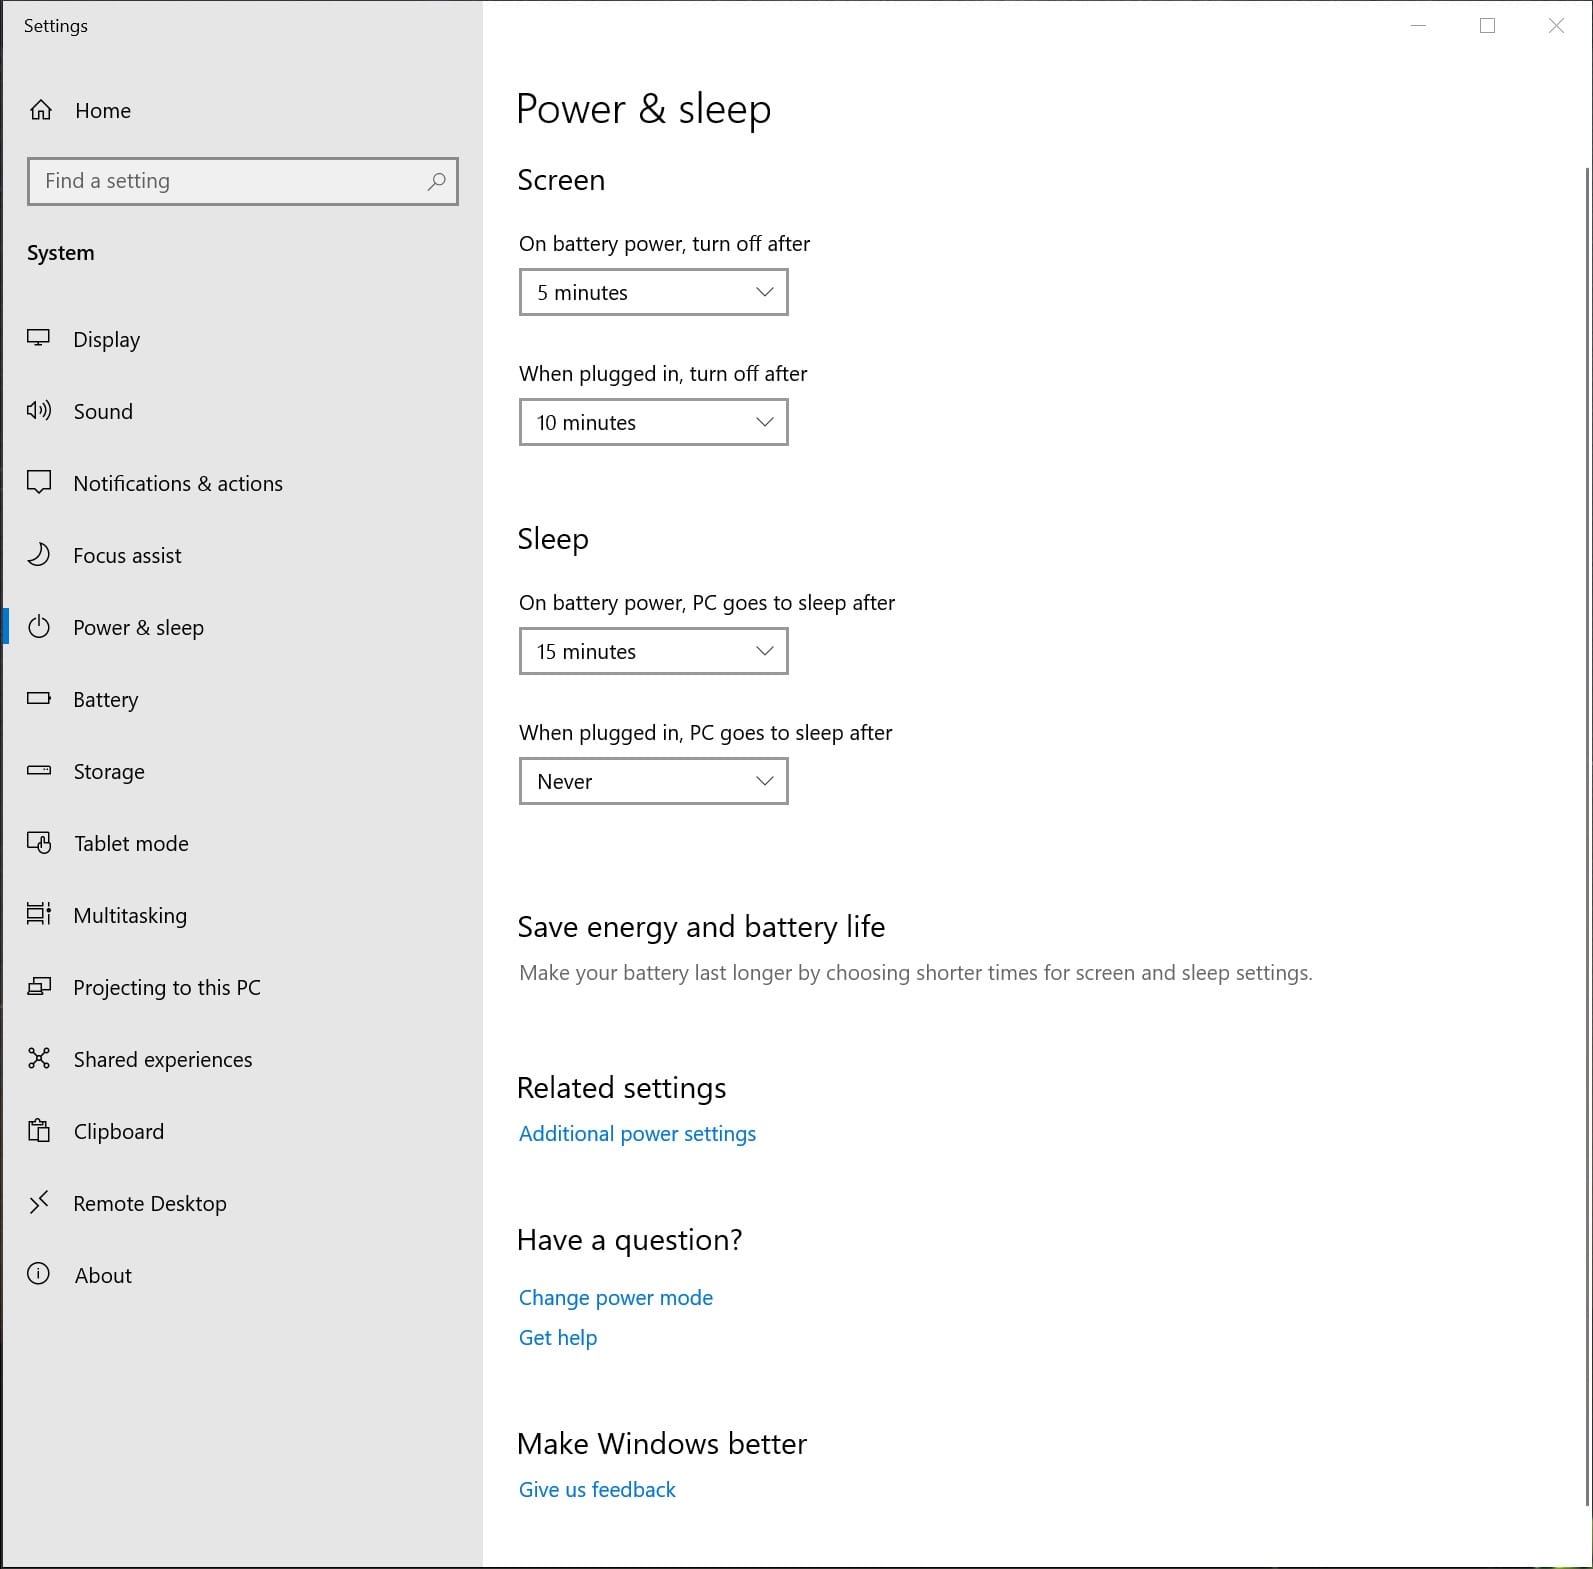 Settings
Home
Find a setting
System
Display
Sound
Notifications & actions
Focus assist
Power & sleep
Battery
Storage
Tablet mode
Multitasking
Projecting to this PC
Shared experiences
Clipboard
Remote Desktop
About
Power & sleep
Screen
On battery power, turn off after
5 minutes
When plugged in, turn off after
10 minutes
Sleep
On battery power, PC goes to sleep after
15 minutes
When plugged in, PC goes to sleep after
Never
Save energy and battery life
Make your battery last longer by choosing shorter times for screen and sleep settings.
Related settings
Additional power settings
Have a question?
Change power mode
Get help
Make Windows better
Give us feedback